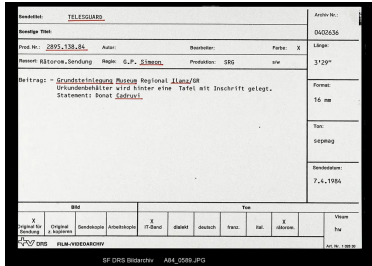 Sendetitel: TELESGUARD
Archiv Nr.:
0402636
Sonstige Titel:
Prod. Nr.: 2895.138.84 Autor: Bearbeiter: Farbe: X
Länge:
3'29"
Ressort: Rätorom.Sendung Regie: G.P. Simeon Produktion: SRG s/w
Beitrag: - Grundsteinlegung Museum Regional Ilanz/GR
Urkundenbehälter wird hinter eine Tafel mit Inschrift gelegt.
Statement: Donat Cadruvi
Format:
16 mm
Ton:
sepmag
Sendedatum:
7.4.1984
Bild Ton
X Original für Sendung
Original z. kopieren
Sendekopie
Arbeitskopie
X IT-Band
dialekt
deutsch
franz.
ital.
X rätorom.
Visum
hw
DRS FILM-/VIDEOARCHIV
SF DRS Bildarchiv A84_0589.JPG